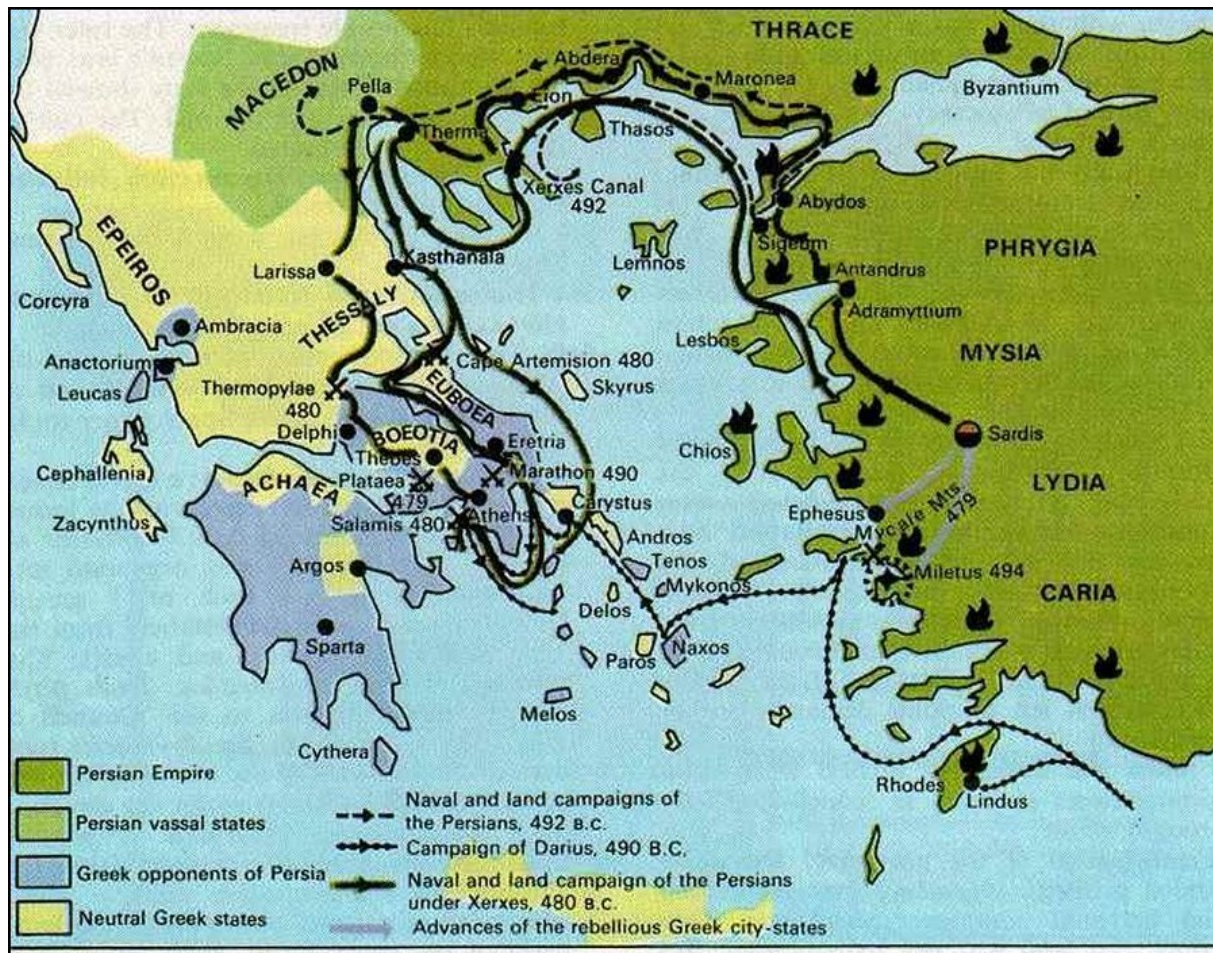 THRACE
MACEDON
Pella
Abdera
Maronea
Byzantium
Eion
Therma
Thasos
Xerxes Canal
492
Abydos
Sigeum
PHRYGIA
EPEIROS
Larissa
Xasthanala
Lemnos
Antandrus
Corcyra
THESSALY
Adramyttium
Ambracia
Lesbos
MYSIA
Anactorium
Cape Artemision 480
Leucas
Thermopylae
480
EUBOEA
Skyrus
Delphi
BOEOTIA
Eretria
Chios
Sardis
Cephallenia
Thebes
Marathon 490
ACHAEA
Plataea
479
LYDIA
Zacynthus
Salamis 480
Athens
Carystus
Ephesus
Mycale Mts.
479
Andros
Argos
Tenos
Miletus 494
Mykonos
CARIA
Delos
Sparta
Paros
Naxos
Melos
Cythera
Rhodes
Lindus
Persian Empire
Persian vassal states
Greek opponents of Persia
Neutral Greek states
Naval and land campaigns of
the Persians, 492 B.C.
Campaign of Darius, 490 B.C.
Naval and land campaign of the Persians
under Xerxes, 480 B.C.
Advances of the rebellious Greek city-states